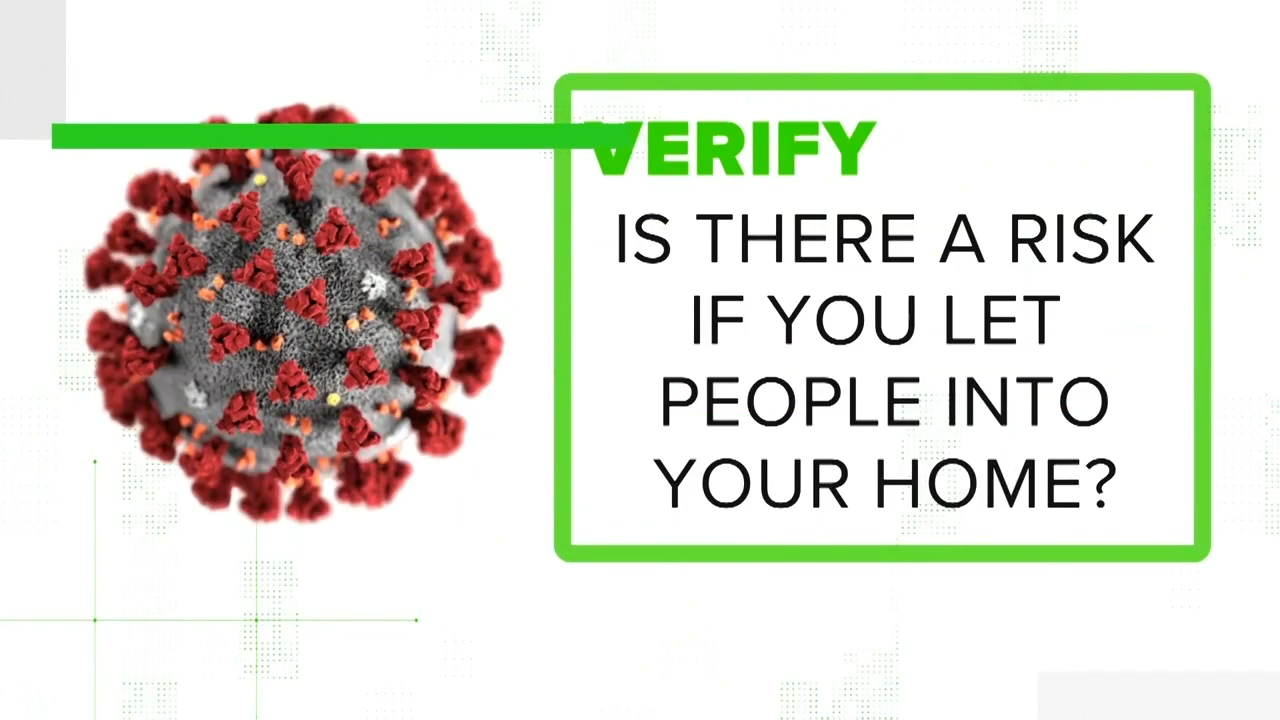 VERIFY
IS THERE A RISK
IF YOU LET
PEOPLE INTO
YOUR HOME?